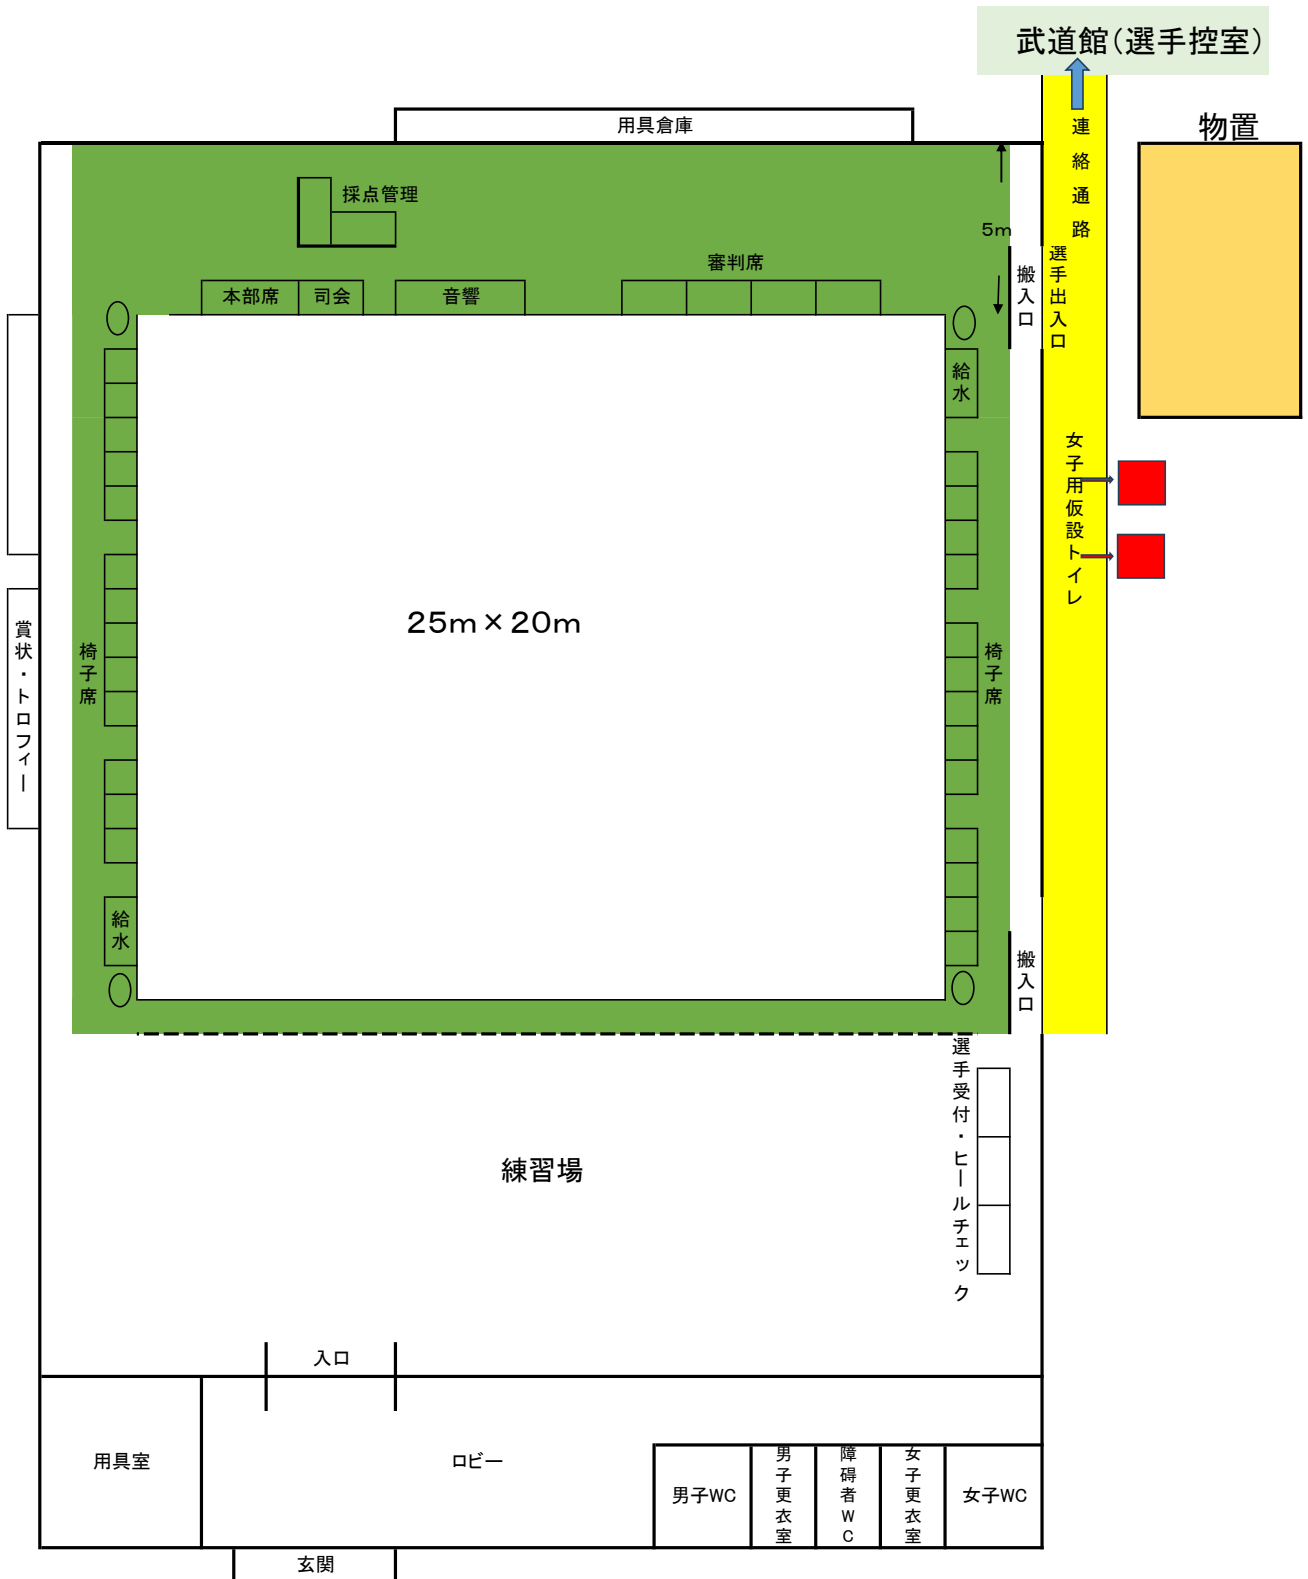 武道館(選手控室)
用具倉庫
連絡通路
物置
採点管理
5m
審判席
本部席
司会
音響
搬入口
選手出入口
給水
女子用仮設トイレ
25m×20m
賞状・トロフィー
椅子席
椅子席
給水
搬入口
選手受付・ヒールチェック
練習場
入口
用具室
ロビー
男子WC
男子更衣室
障碍者WC
女子更衣室
女子WC
玄関